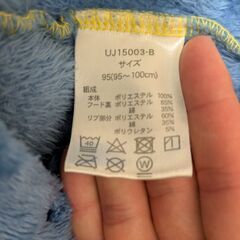 UJ15003-B
サイズ
95(95～100cm)
組成
本体 ポリエステル 100%
フード裏 ポリエステル 65%
綿 35%
リブ部分 ポリエステル 60%
綿 35%
ポリウレタン 5%
40